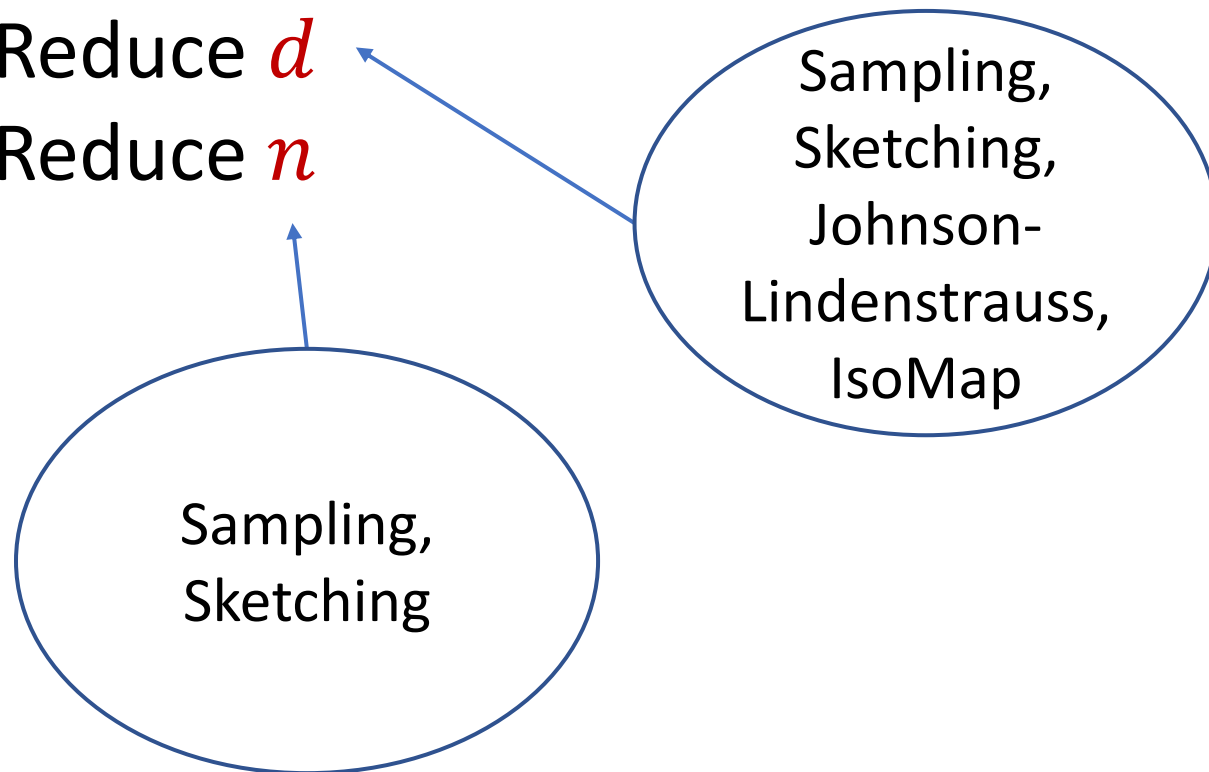 Reduce d
Reduce n
Sampling,
Sketching,
Johnson-
Lindenstrauss,
IsoMap
Sampling,
Sketching